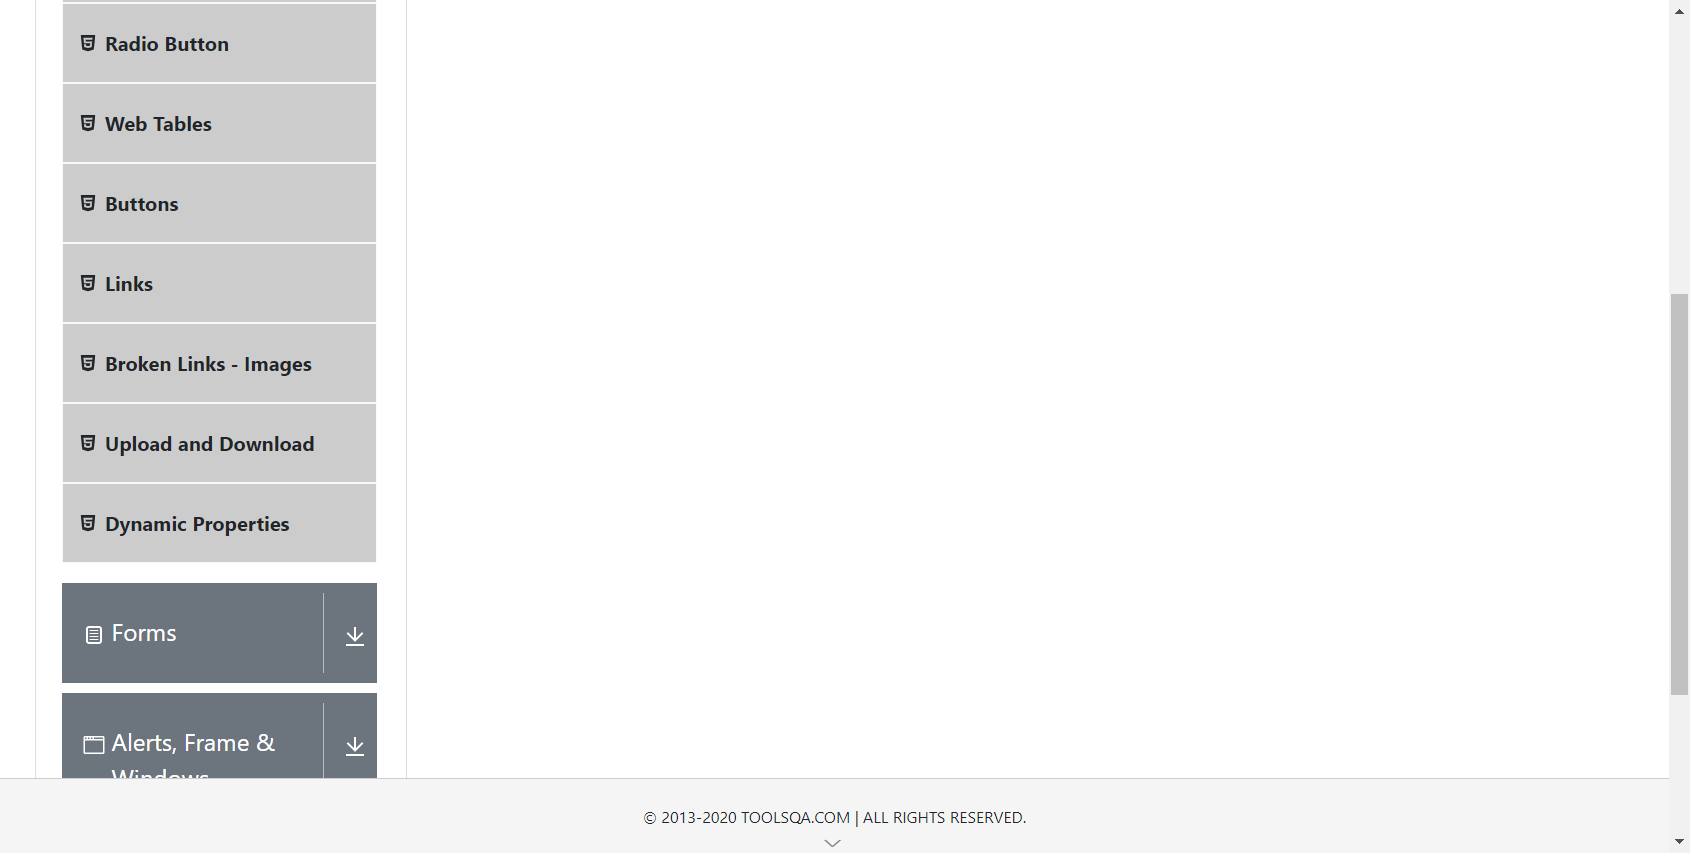 Radio Button
Web Tables
Buttons
Links
Broken Links - Images
Upload and Download
Dynamic Properties
Forms
Alerts, Frame &
Windows
© 2013-2020 TOOLSQA.COM | ALL RIGHTS RESERVED.